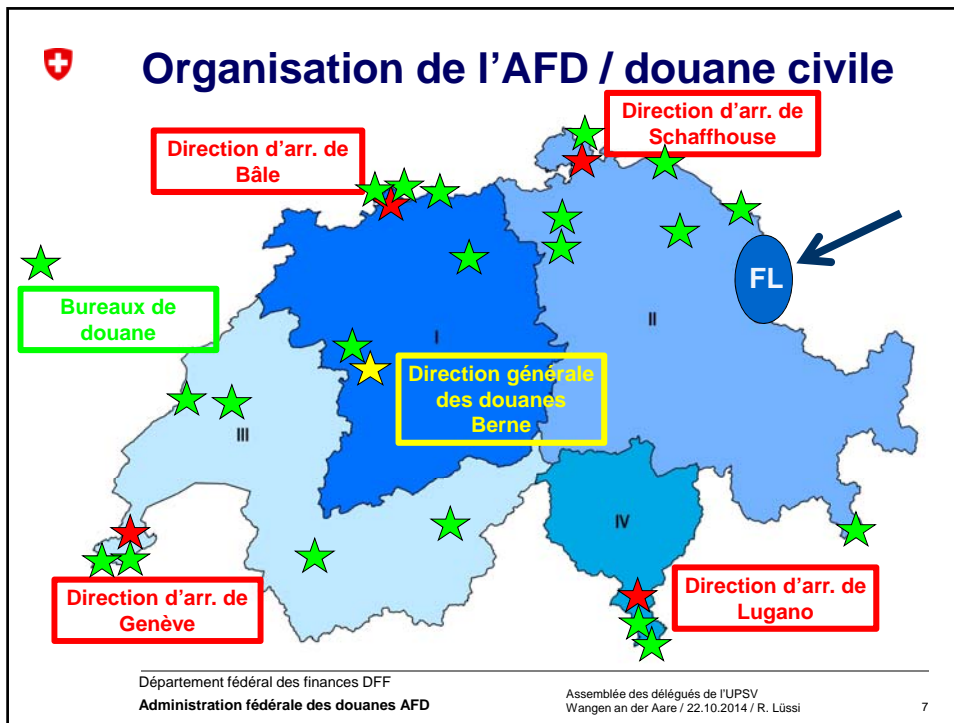 Organisation de l'AFD / douane civile
Direction d'arr. de
Schaffhouse
Direction d'arr. de
Bâle
FL
Bureaux de
douane
I
II
Direction générale
des douanes
Berne
III
IV
Direction d'arr. de
Genève
Direction d'arr. de
Lugano
Département fédéral des finances DFF
Administration fédérale des douanes AFD
Assemblée des délégués de l'UPSV
Wangen an der Aare / 22.10.2014 / R. Lüssi
7